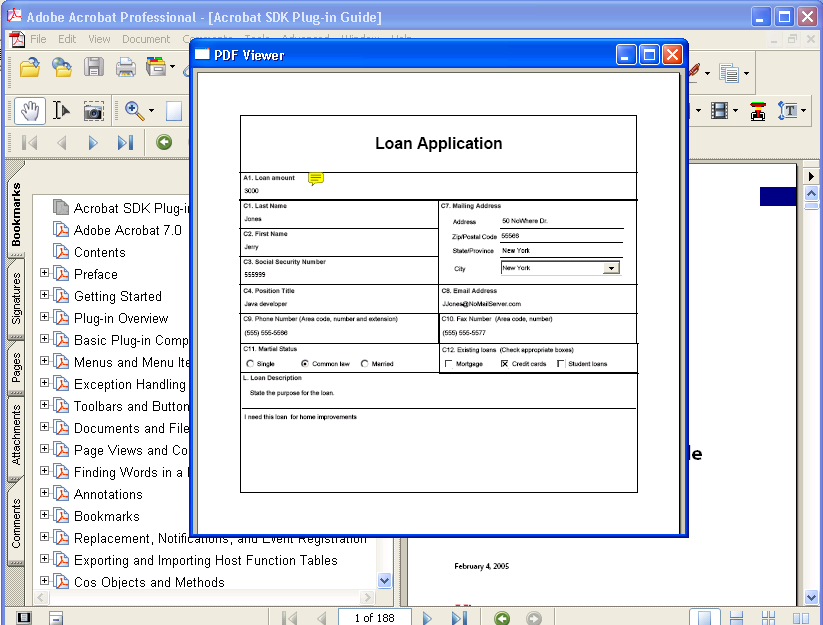 Adobe Acrobat Professional - [Acrobat SDK Plug-in Guide]
File Edit View Document Comments Tools Advanced Window Help
PDF Viewer
Loan Application
A1. Loan amount
3000
C1. Last Name
Jones
C2. First Name
Jerry
C3. Social Security Number
555999
C4. Position Title
Java developer
C7. Mailing Address
Address 50 NoWhere Dr.
Zip/Postal Code 55566
State/Province New York
City New York
C8. Email Address
JJones@NoMailServer.com
C9. Phone Number (Area code, number and extension)
(555) 555-5566
C10. Fax Number (Area code, number)
(555) 555-5577
C11. Martial Status
Single Common law Married
C12. Existing loans (Check appropriate boxes)
Mortgage Credit cards Student loans
L. Loan Description
State the purpose for the loan.
I need this loan for home improvements
Bookmarks
Signatures
Pages
Attachments
Comments
Acrobat SDK Plug-in
Adobe Acrobat 7.0
Contents
Preface
Getting Started
Plug-in Overview
Basic Plug-in Comp
Menus and Menu Ite
Exception Handling
Toolbars and Button
Documents and File
Page Views and Co
Finding Words in a
Annotations
Bookmarks
Replacement, Notifications, and Event Registration
Exporting and Importing Host Function Tables
Cos Objects and Methods
le
February 4, 2005
1 of 188